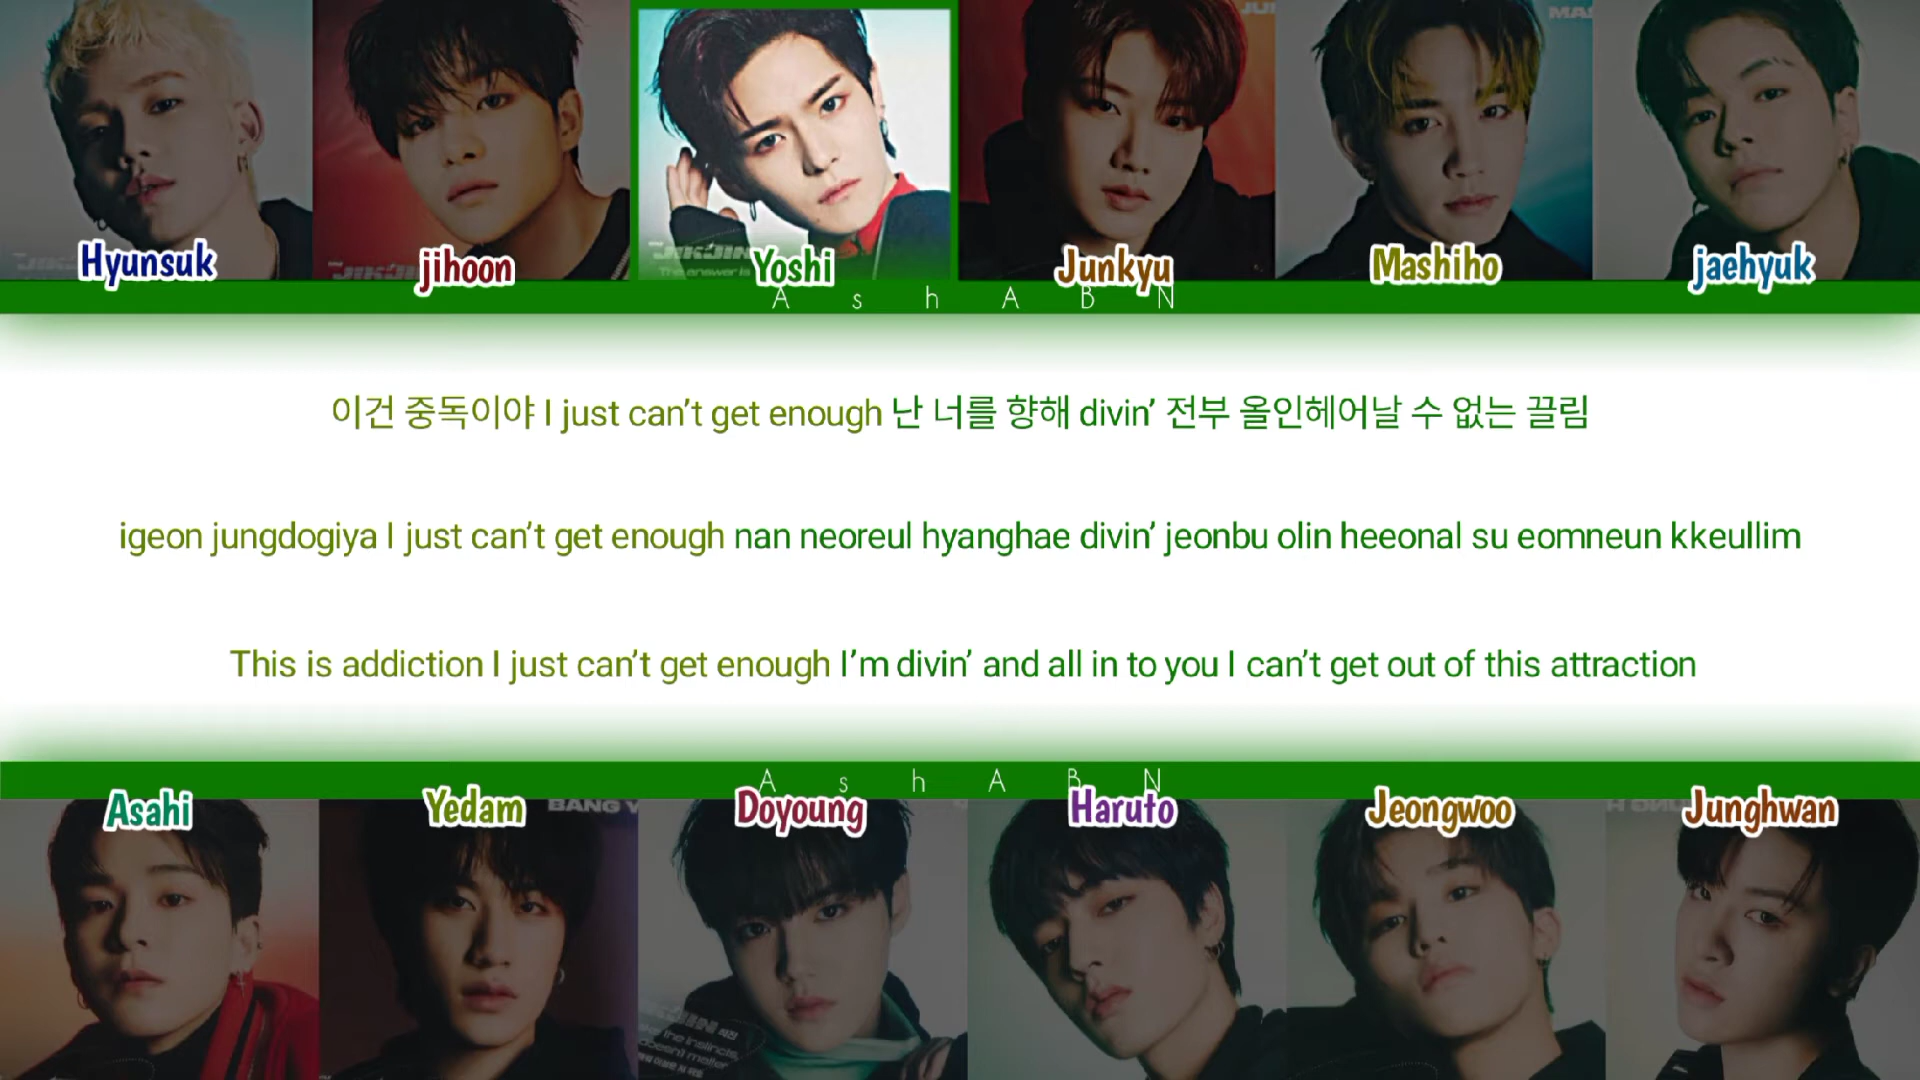 Hyunsuk jihoon Yoshi Junkyu Mashiho jaehyuk
A s h A B N
이건 중독이야 I just can’t get enough 난 너를 향해 divin’ 전부 올인헤어날 수 없는 끌림
igeon jungdogiya I just can’t get enough nan neoreul hyanghae divin’ jeonbu olin heeonal su eomneun kkeullim
This is addiction I just can’t get enough I’m divin’ and all in to you I can’t get out of this attraction
A s h A B N
Asahi Yedam Doyoung Haruto Jeongwoo Junghwan